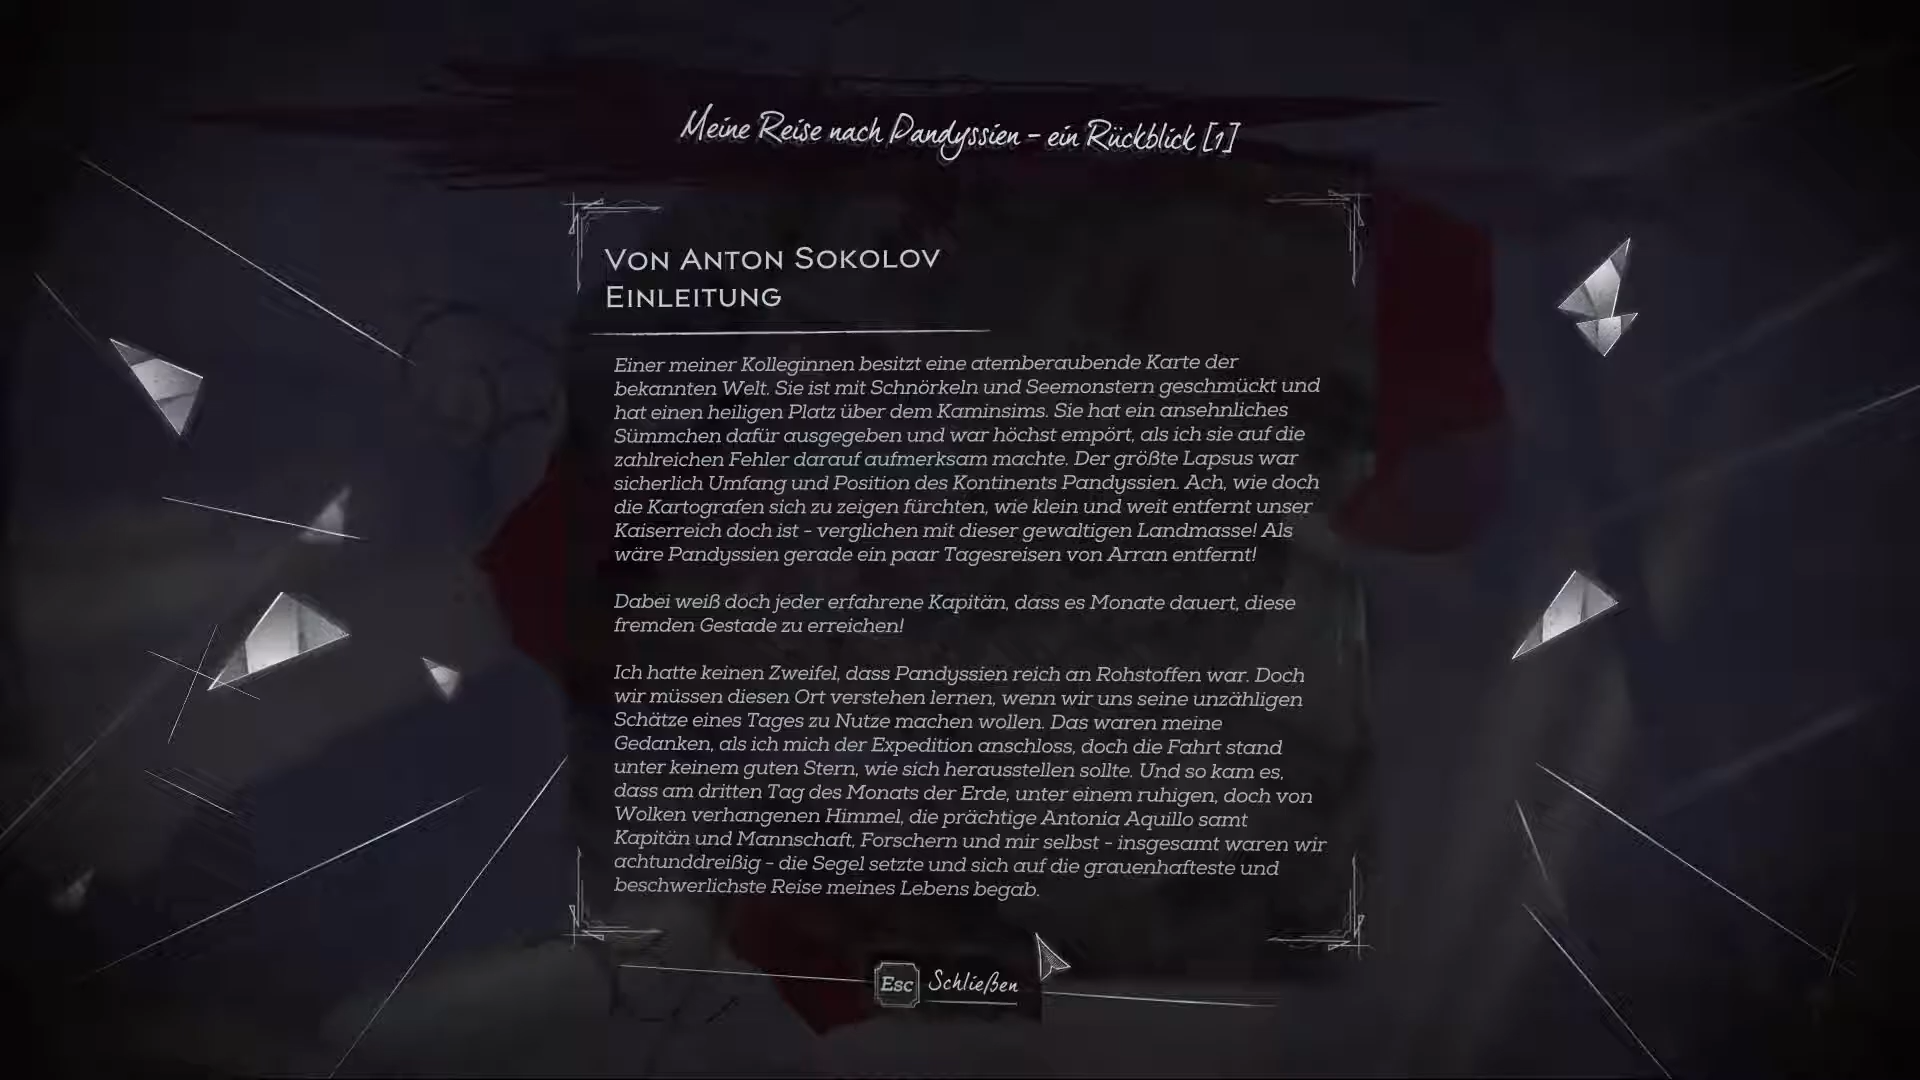 Meine Reise nach Pandyssien - ein Rückblick [1]
Von Anton Sokolov
Einleitung
Einer meiner Kolleginnen besitzt eine atemberaubende Karte der
bekannten Welt. Sie ist mit Schnörkeln und Seemonstern geschmückt und
hat einen heiligen Platz über dem Kaminsims. Sie hat ein ansehnliches
Sümmchen dafür ausgegeben und war höchst empört, als ich sie auf die
zahlreichen Fehler darauf aufmerksam machte. Der größte Lapsus war
sicherlich Umfang und Position des Kontinents Pandyssien. Ach, wie doch
die Kartografen sich zu zeigen fürchten, wie klein und weit entfernt unser
Kaiserreich doch ist - verglichen mit dieser gewaltigen Landmasse! Als
wäre Pandyssien gerade ein paar Tagesreisen von Arran entfernt!
Dabei weiß doch jeder erfahrene Kapitän, dass es Monate dauert, diese
fremden Gestade zu erreichen!
Ich hatte keinen Zweifel, dass Pandyssien reich an Rohstoffen war. Doch
wir müssen diesen Ort verstehen lernen, wenn wir uns seine unzähligen
Schätze eines Tages zu Nutze machen wollen. Das waren meine
Gedanken, als ich mich der Expedition anschloss, doch die Fahrt stand
unter keinem guten Stern, wie sich herausstellen sollte. Und so kam es,
dass am dritten Tag des Monats der Erde, unter einem ruhigen, doch von
Wolken verhangenen Himmel, die prächtige Antonia Aquillo samt
Kapitän und Mannschaft, Forschern und mir selbst - insgesamt waren wir
achtunddreißig - die Segel setzte und sich auf die grauenhafteste und
beschwerlichste Reise meines Lebens begab.
Esc Schließen